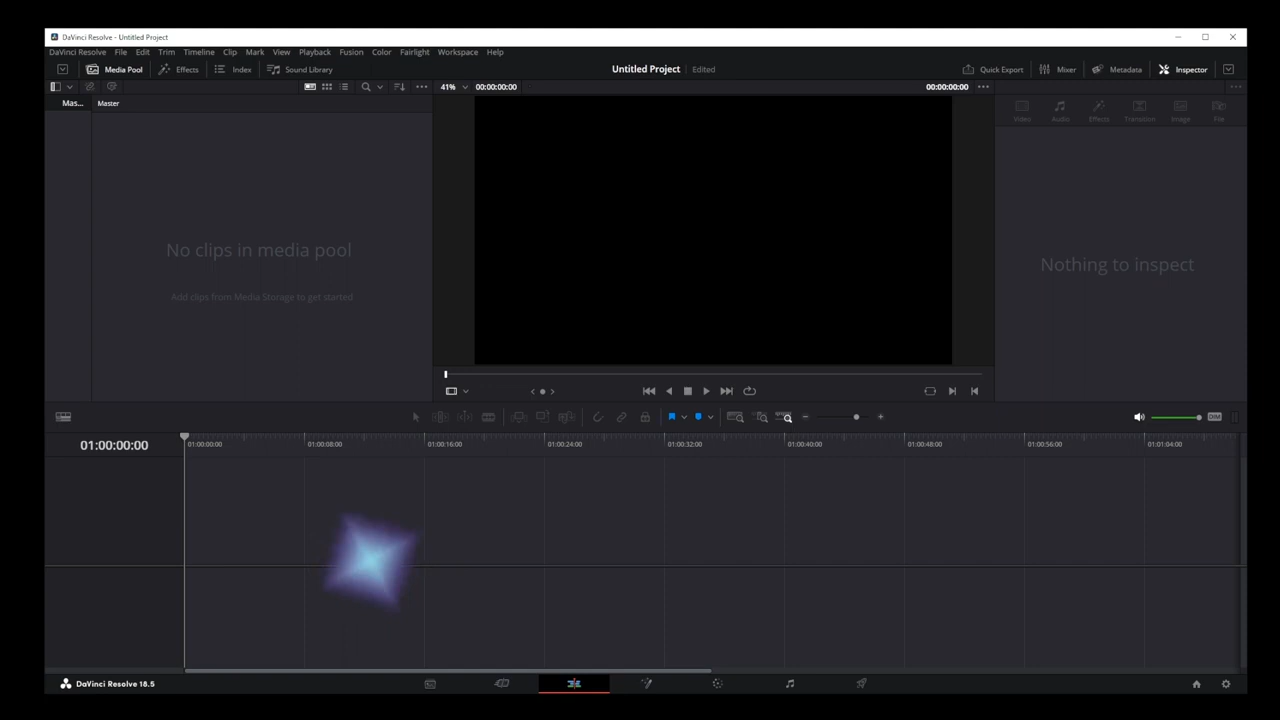 DaVinci Resolve - Untitled Project
DaVinci Resolve File Edit Trim Timeline Clip Mark View Playback Fusion Color Fairlight Workspace Help
Media Pool Effects Index Sound Library Untitled Project Edited Quick Export Mixer Metadata Inspector
41% 00:00:00:00 00:00:00:00
Mas... Master
Video Audio Effects Transition Image File
No clips in media pool
Add clips from Media Storage to get started
Nothing to inspect
DIM
01:00:00:00 01:00:00:00 01:00:08:00 01:00:16:00 01:00:24:00 01:00:32:00 01:00:40:00 01:00:48:00 01:00:56:00 01:01:04:00
DaVinci Resolve 18.5